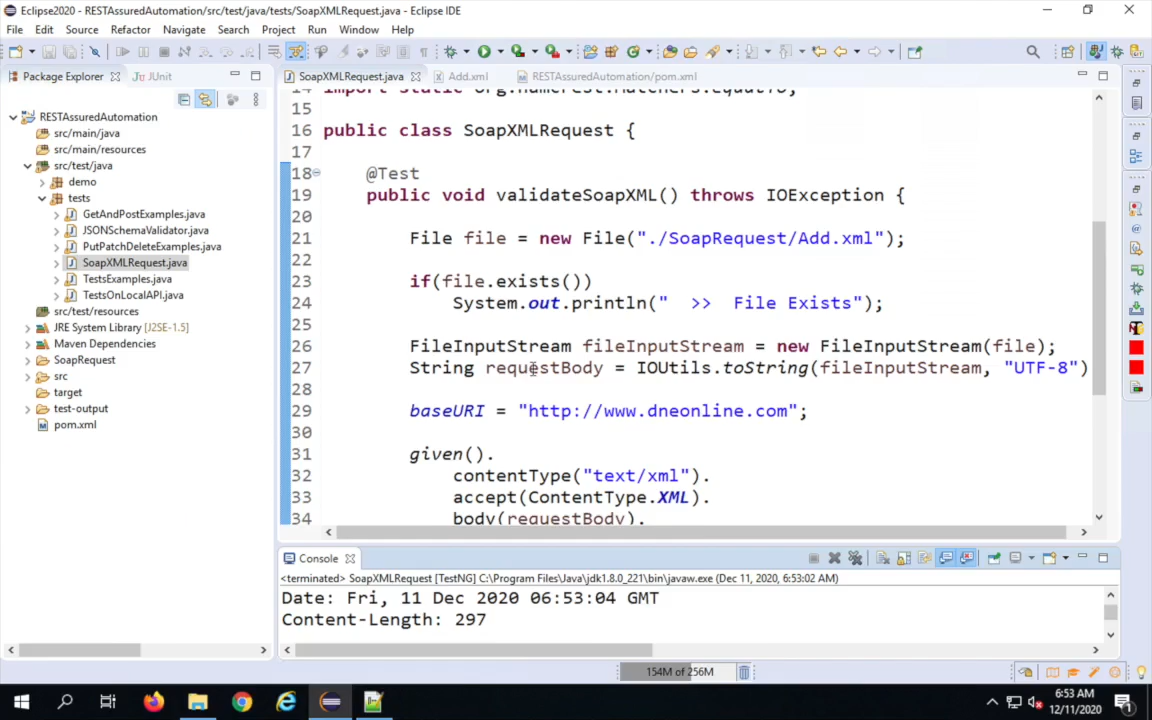 Eclipse2020 - RESTAssuredAutomation/src/test/java/tests/SoapXMLRequest.java - Eclipse IDE
File Edit Source Refactor Navigate Search Project Run Window Help
Package Explorer JUnit
SoapXMLRequest.java Add.xml RESTAssuredAutomation/pom.xml
RESTAssuredAutomation
src/main/java
src/main/resources
src/test/java
demo
tests
GetAndPostExamples.java
JSONSchemaValidator.java
PutPatchDeleteExamples.java
SoapXMLRequest.java
TestsExamples.java
TestsOnLocalAPI.java
src/test/resources
JRE System Library [J2SE-1.5]
Maven Dependencies
SoapRequest
src
target
test-output
pom.xml
14 import static org.hamcrest.Matchers.equalTo;
15
16 public class SoapXMLRequest {
17
18 @Test
19 public void validateSoapXML() throws IOException {
20
21 File file = new File("./SoapRequest/Add.xml");
22
23 if(file.exists())
24 System.out.println("  >>  File Exists");
25
26 FileInputStream fileInputStream = new FileInputStream(file);
27 String requestBody = IOUtils.toString(fileInputStream, "UTF-8")
28
29 baseURI = "http://www.dneonline.com";
30
31 given().
32 contentType("text/xml").
33 accept(ContentType.XML).
34 body(requestBody).
Console
<terminated> SoapXMLRequest [TestNG] C:\Program Files\Java\jdk1.8.0_221\bin\javaw.exe (Dec 11, 2020, 6:53:02 AM)
Date: Fri, 11 Dec 2020 06:53:04 GMT
Content-Length: 297
154M of 256M
6:53 AM
12/11/2020
1